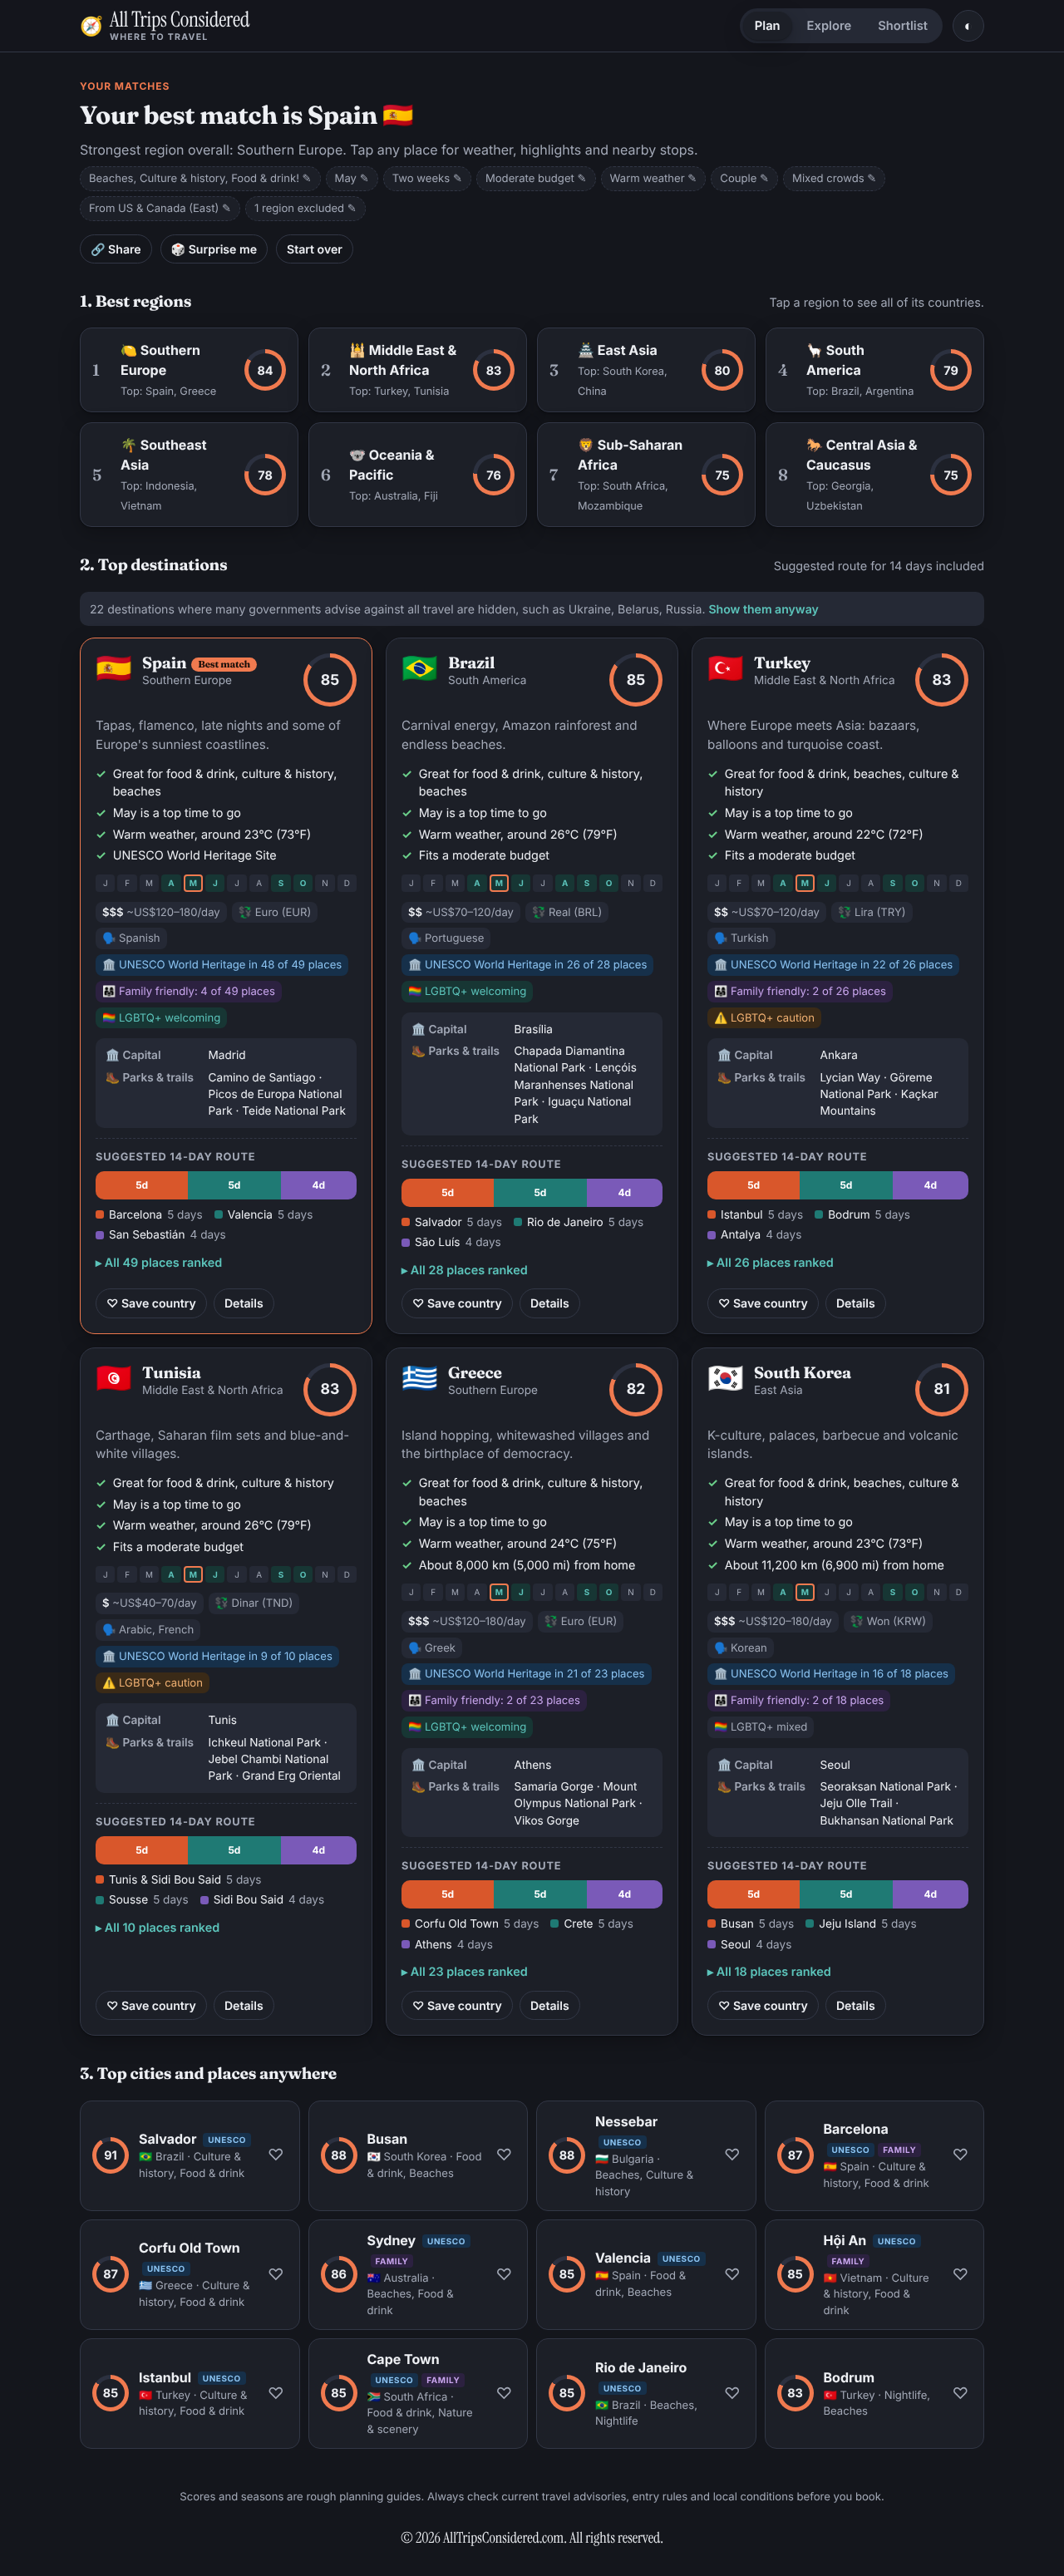 All Trips Considered
WHERE TO TRAVEL
Plan Explore Shortlist
YOUR MATCHES
Your best match is Spain
Strongest region overall: Southern Europe. Tap any place for weather, highlights and nearby stops.
Beaches, Culture & history, Food & drink! ✎ May ✎ Two weeks ✎ Moderate budget ✎ Warm weather ✎ Couple ✎ Mixed crowds ✎
From US & Canada (East) ✎ 1 region excluded ✎
Share Surprise me Start over
1. Best regions
Tap a region to see all of its countries.
1 Southern Europe
Top: Spain, Greece
84
2 Middle East & North Africa
Top: Turkey, Tunisia
83
3 East Asia
Top: South Korea, China
80
4 South America
Top: Brazil, Argentina
79
5 Southeast Asia
Top: Indonesia, Vietnam
78
6 Oceania & Pacific
Top: Australia, Fiji
76
7 Sub-Saharan Africa
Top: South Africa, Mozambique
75
8 Central Asia & Caucasus
Top: Georgia, Uzbekistan
75
2. Top destinations
Suggested route for 14 days included
22 destinations where many governments advise against all travel are hidden, such as Ukraine, Belarus, Russia. Show them anyway
Spain Best match
Southern Europe
85
Tapas, flamenco, late nights and some of
Europe's sunniest coastlines.
✓ Great for food & drink, culture & history,
beaches
✓ May is a top time to go
✓ Warm weather, around 23°C (73°F)
✓ UNESCO World Heritage Site
J F M A M J J A S O N D
$$$ ~US$120–180/day Euro (EUR)
Spanish
UNESCO World Heritage in 48 of 49 places
Family friendly: 4 of 49 places
LGBTQ+ welcoming
Capital Madrid
Parks & trails Camino de Santiago ·
Picos de Europa National
Park · Teide National Park
SUGGESTED 14-DAY ROUTE
5d 5d 4d
Barcelona 5 days Valencia 5 days
San Sebastián 4 days
▸ All 49 places ranked
♡ Save country Details
Brazil
South America
85
Carnival energy, Amazon rainforest and
endless beaches.
✓ Great for food & drink, culture & history,
beaches
✓ May is a top time to go
✓ Warm weather, around 26°C (79°F)
✓ Fits a moderate budget
J F M A M J J A S O N D
$$ ~US$70–120/day Real (BRL)
Portuguese
UNESCO World Heritage in 26 of 28 places
LGBTQ+ welcoming
Capital Brasília
Parks & trails Chapada Diamantina
National Park · Lençóis
Maranhenses National
Park · Iguaçu National
Park
SUGGESTED 14-DAY ROUTE
5d 5d 4d
Salvador 5 days Rio de Janeiro 5 days
São Luís 4 days
▸ All 28 places ranked
♡ Save country Details
Turkey
Middle East & North Africa
83
Where Europe meets Asia: bazaars,
balloons and turquoise coast.
✓ Great for food & drink, beaches, culture &
history
✓ May is a top time to go
✓ Warm weather, around 22°C (72°F)
✓ Fits a moderate budget
J F M A M J J A S O N D
$$ ~US$70–120/day Lira (TRY)
Turkish
UNESCO World Heritage in 22 of 26 places
Family friendly: 2 of 26 places
LGBTQ+ caution
Capital Ankara
Parks & trails Lycian Way · Göreme
National Park · Kaçkar
Mountains
SUGGESTED 14-DAY ROUTE
5d 5d 4d
Istanbul 5 days Bodrum 5 days
Antalya 4 days
▸ All 26 places ranked
♡ Save country Details
Tunisia
Middle East & North Africa
83
Carthage, Saharan film sets and blue-and-
white villages.
✓ Great for food & drink, culture & history
✓ May is a top time to go
✓ Warm weather, around 26°C (79°F)
✓ Fits a moderate budget
J F M A M J J A S O N D
$ ~US$40–70/day Dinar (TND)
Arabic, French
UNESCO World Heritage in 9 of 10 places
LGBTQ+ caution
Capital Tunis
Parks & trails Ichkeul National Park ·
Jebel Chambi National
Park · Grand Erg Oriental
SUGGESTED 14-DAY ROUTE
5d 5d 4d
Tunis & Sidi Bou Said 5 days
Sousse 5 days Sidi Bou Said 4 days
▸ All 10 places ranked
♡ Save country Details
Greece
Southern Europe
82
Island hopping, whitewashed villages and
the birthplace of democracy.
✓ Great for food & drink, culture & history,
beaches
✓ May is a top time to go
✓ Warm weather, around 24°C (75°F)
✓ About 8,000 km (5,000 mi) from home
J F M A M J J A S O N D
$$$ ~US$120–180/day Euro (EUR)
Greek
UNESCO World Heritage in 21 of 23 places
Family friendly: 2 of 23 places
LGBTQ+ welcoming
Capital Athens
Parks & trails Samaria Gorge · Mount
Olympus National Park ·
Vikos Gorge
SUGGESTED 14-DAY ROUTE
5d 5d 4d
Corfu Old Town 5 days Crete 5 days
Athens 4 days
▸ All 23 places ranked
♡ Save country Details
South Korea
East Asia
81
K-culture, palaces, barbecue and volcanic
islands.
✓ Great for food & drink, beaches, culture &
history
✓ May is a top time to go
✓ Warm weather, around 23°C (73°F)
✓ About 11,200 km (6,900 mi) from home
J F M A M J J A S O N D
$$$ ~US$120–180/day Won (KRW)
Korean
UNESCO World Heritage in 16 of 18 places
Family friendly: 2 of 18 places
LGBTQ+ mixed
Capital Seoul
Parks & trails Seoraksan National Park ·
Jeju Olle Trail ·
Bukhansan National Park
SUGGESTED 14-DAY ROUTE
5d 5d 4d
Busan 5 days Jeju Island 5 days
Seoul 4 days
▸ All 18 places ranked
♡ Save country Details
3. Top cities and places anywhere
91 Salvador UNESCO
Brazil · Culture &
history, Food & drink
88 Busan
South Korea · Food
& drink, Beaches
88 Nessebar
UNESCO
Bulgaria ·
Beaches, Culture &
history
87 Barcelona
UNESCO FAMILY
Spain · Culture &
history, Food & drink
87 Corfu Old Town
UNESCO
Greece · Culture &
history, Food & drink
86 Sydney UNESCO
FAMILY
Australia ·
Beaches, Food &
drink
85 Valencia UNESCO
Spain · Food &
drink, Beaches
85 Hội An UNESCO
FAMILY
Vietnam · Culture
& history, Food &
drink
85 Istanbul UNESCO
Turkey · Culture &
history, Food & drink
85 Cape Town
UNESCO FAMILY
South Africa ·
Food & drink, Nature
& scenery
85 Rio de Janeiro
UNESCO
Brazil · Beaches,
Nightlife
83 Bodrum
Turkey · Nightlife,
Beaches
Scores and seasons are rough planning guides. Always check current travel advisories, entry rules and local conditions before you book.
© 2026 AllTripsConsidered.com. All rights reserved.